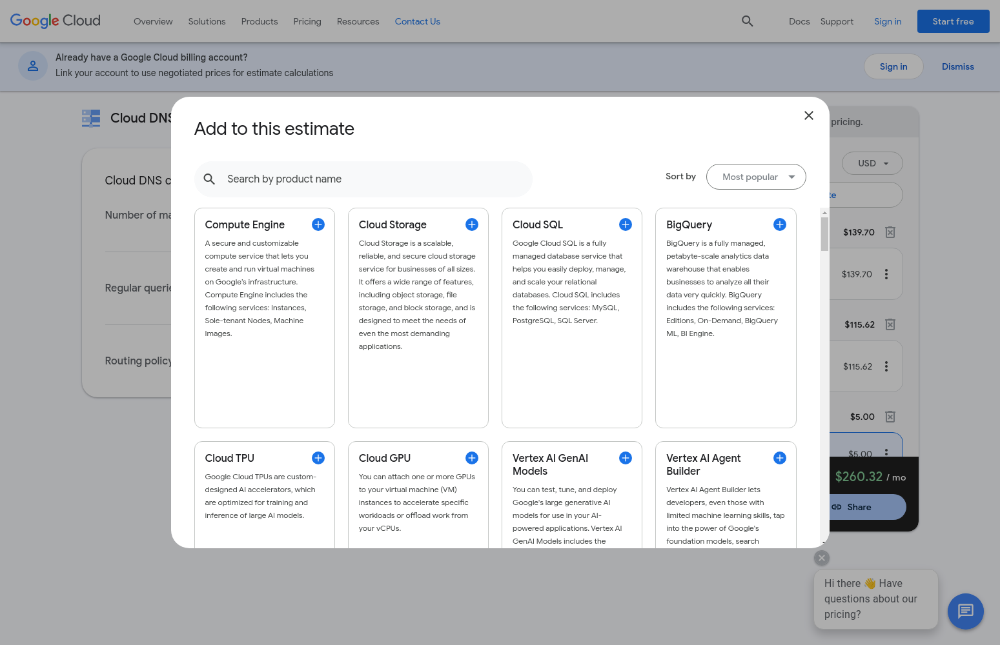 Google Cloud
Overview
Solutions
Products
Pricing
Resources
Contact Us
Docs
Support
Sign in
Start free
Already have a Google Cloud billing account?
Link your account to use negotiated prices for estimate calculations
Sign in
Dismiss
Cloud DNS
pricing.
Cloud DNS
USD
Number of
Regular
Routing policy
$139.70
$139.70
$115.62
$115.62
$5.00
$5.00
$260.32 / mo
Share
Add to this estimate
Search by product name
Sort by
Most popular
Compute Engine
A secure and customizable
compute service that lets you
create and run virtual machines
on Google's infrastructure.
Compute Engine includes the
following services: Instances,
Sole-tenant Nodes, Machine
Images.
Cloud Storage
Cloud Storage is a scalable,
reliable, and secure cloud storage
service for businesses of all sizes.
It offers a wide range of features,
including object storage, file
storage, and block storage, and is
designed to meet the needs of
even the most demanding
applications.
Cloud SQL
Google Cloud SQL is a fully
managed database service that
helps you easily deploy, manage,
and scale your relational
databases. Cloud SQL includes
the following services: MySQL,
PostgreSQL, SQL Server.
BigQuery
BigQuery is a fully managed,
petabyte-scale analytics data
warehouse that enables
businesses to analyze all their
data very quickly. BigQuery
includes the following services:
Editions, On-Demand, BigQuery
ML, BI Engine.
Cloud TPU
Google Cloud TPUs are custom-
designed AI accelerators, which
are optimized for training and
inference of large AI models.
Cloud GPU
You can attach one or more GPUs
to your virtual machine (VM)
instances to accelerate specific
workloads or offload work from
your vCPUs.
Vertex AI GenAI
Models
You can test, tune, and deploy
Google's large generative AI
models for use in your AI-
powered applications. Vertex AI
GenAI Models includes the
Vertex AI Agent
Builder
Vertex AI Agent Builder lets
developers, even those with
limited machine learning skills, tap
into the power of Google's
foundation models, search
Hi there 👋 Have
questions about our
pricing?